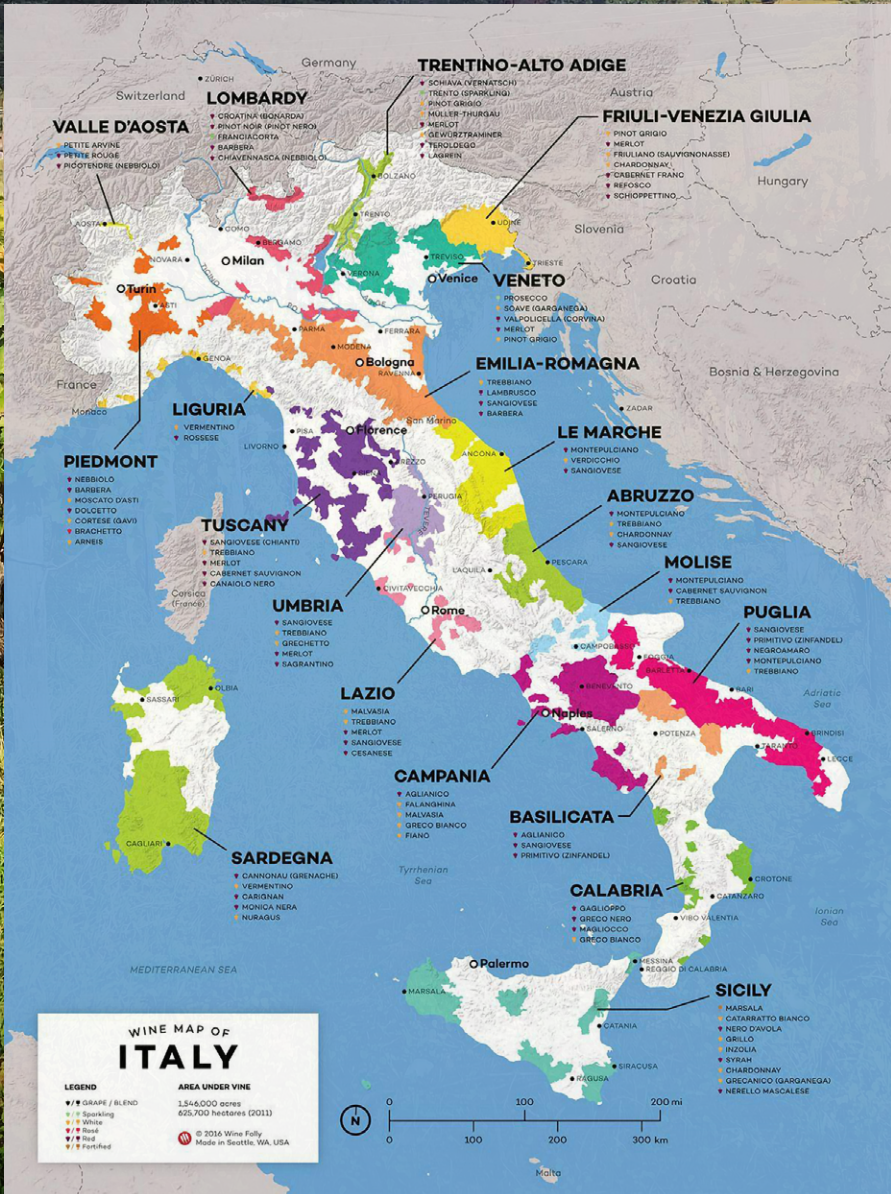 Germany
ZÜRICH
Switzerland
Austria
Hungary
Slovenia
Croatia
Bosnia & Herzegovina
France
Monaco
VALLE D'AOSTA
PETITE ARVINE
PETITE ROUGE
PICOTENDRE (NEBBIOLO)
LOMBARDY
CROATINA (BONARDA)
PINOT NOIR (PINOT NERO)
FRANCIACORTA
BARBERA
CHIAVENNASCA (NEBBIOLO)
TRENTINO-ALTO ADIGE
SCHIAVA (VERNATSCH)
TRENTO (SPARKLING)
PINOT GRIGIO
MÜLLER-THURGAU
MERLOT
GEWÜRZTRAMINER
TEROLDEGO
LAGREIN
FRIULI-VENEZIA GIULIA
PINOT GRIGIO
MERLOT
FRIULIANO (SAUVIGNONASSE)
CHARDONNAY
CABERNET FRANC
REFOSCO
SCHIOPPETTINO
BOLZANO
TRENTO
UDINE
TRIESTE
AOSTA
COMO
BERGAMO
NOVARA
Milan
TICINO
VERONA
TREVISO
Venice
ADIGE
Turin
ASTI
PO
PARMA
FERRARA
MODENA
Bologna
RAVENNA
GENOA
VENETO
PROSECCO
SOAVE (GARGANEGA)
VALPOLICELLA (CORVINA)
MERLOT
PINOT GRIGIO
EMILIA-ROMAGNA
TREBBIANO
LAMBRUSCO
SANGIOVESE
BARBERA
LIGURIA
VERMENTINO
ROSSESE
PIEDMONT
NEBBIOLO
BARBERA
MOSCATO D'ASTI
DOLCETTO
CORTESE (GAVI)
BRACHETTO
ARNEIS
San Marino
ZADAR
PISA
Florence
LIVORNO
SIENA
AREZZO
ANCONA
PERUGIA
TEVERE
LE MARCHE
MONTEPULCIANO
VERDICCHIO
SANGIOVESE
TUSCANY
SANGIOVESE (CHIANTI)
TREBBIANO
MERLOT
CABERNET SAUVIGNON
CANAIOLO NERO
ABRUZZO
MONTEPULCIANO
TREBBIANO
CHARDONNAY
SANGIOVESE
Corsica
(France)
L'AQUILA
PESCARA
CIVITAVECCHIA
Rome
UMBRIA
SANGIOVESE
TREBBIANO
GRECHETTO
MERLOT
SAGRANTINO
MOLISE
MONTEPULCIANO
CABERNET SAUVIGNON
TREBBIANO
PUGLIA
SANGIOVESE
PRIMITIVO (ZINFANDEL)
NEGROAMARO
MONTEPULCIANO
TREBBIANO
CAMPOBASSO
FOGGIA
BARLETTA
BARI
Adriatic
Sea
LAZIO
MALVASIA
TREBBIANO
MERLOT
SANGIOVESE
CESANESE
OLBIA
SASSARI
BENEVENTO
Naples
SALERNO
POTENZA
TARANTO
BRINDISI
LECCE
CAMPANIA
AGLIANICO
FALANGHINA
MALVASIA
GRECO BIANCO
FIANO
BASILICATA
AGLIANICO
SANGIOVESE
PRIMITIVO (ZINFANDEL)
CAGLIARI
SARDEGNA
CANNONAU (GRENACHE)
VERMENTINO
CARIGNAN
MONICA NERA
NURAGUS
Tyrrhenian
Sea
CALABRIA
GAGLIOPPO
GRECO NERO
MAGLIOCCO
GRECO BIANCO
CROTONE
CATANZARO
VIBO VALENTIA
Ionian
Sea
MEDITERRANEAN SEA
Palermo
MESSINA
REGGIO DI CALABRIA
MARSALA
CATANIA
SIRACUSA
RAGUSA
SICILY
MARSALA
CATARRATTO BIANCO
NERO D'AVOLA
GRILLO
INZOLIA
SYRAH
CHARDONNAY
GRECANICO (GARGANEGA)
NERELLO MASCALESE
WINE MAP OF
ITALY
LEGEND
GRAPE / BLEND
Sparkling
White
Rosé
Red
Fortified
AREA UNDER VINE
1,546,000 acres
625,700 hectares (2011)
© 2016 Wine Folly
Made in Seattle, WA, USA
N
0 100 200 mi
0 100 200 300 km
Malta